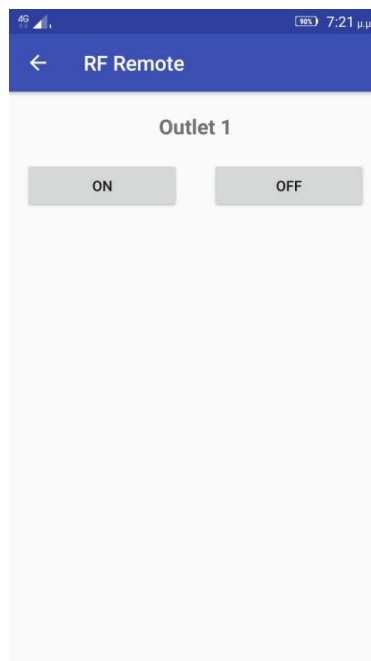 4G 90% 7:21 μ.μ
RF Remote
Outlet 1
ON OFF